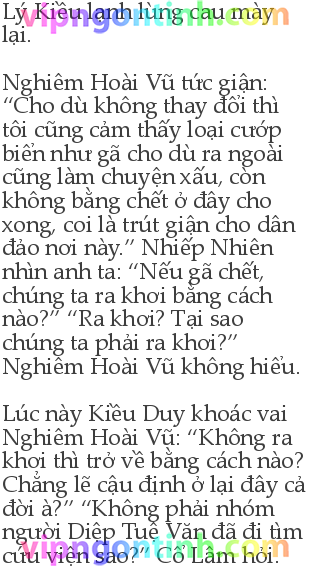 Lý Kiều lạnh lùng cau mày
lại.
Nghiêm Hoài Vũ tức giận:
“Cho dù không thay đổi thì
tôi cũng cảm thấy loại cướp
biển như gã cho dù ra ngoài
cũng làm chuyện xấu, còn
không bằng chết ở đây cho
xong, coi là trút giận cho dân
đảo nơi này.” Nhiếp Nhiên
nhìn anh ta: “Nếu gã chết,
chúng ta ra khơi bằng cách
nào?” “Ra khơi? Tại sao
chúng ta phải ra khơi?”
Nghiêm Hoài Vũ không hiểu.
Lúc này Kiều Duy khoác vai
Nghiêm Hoài Vũ: “Không ra
khơi thì trở về bằng cách nào?
Chẳng lẽ cậu định ở lại đây cả
đời à?” “Không phải nhóm
người Diệp Tuệ Văn đã đi tìm
cứu viện sao?” Cổ Lâm hỏi.
vipngontinh.com
vipngontinh.com